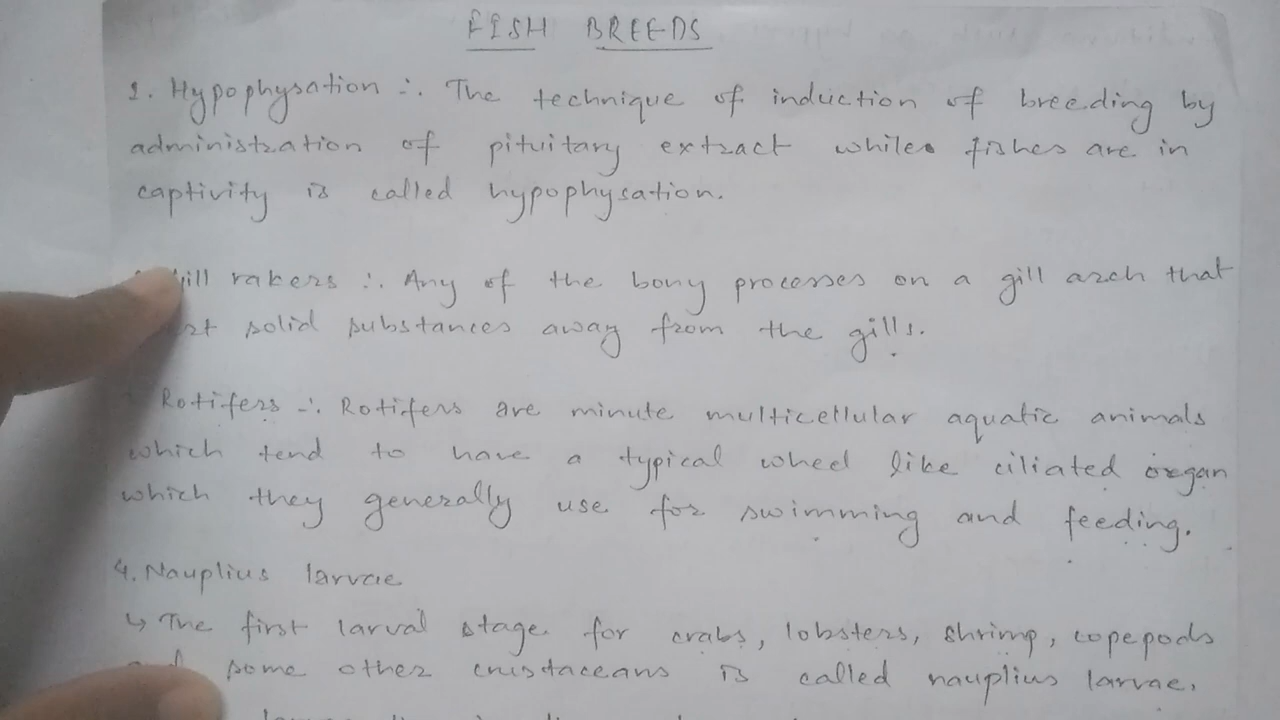 FISH BREEDS
1. Hypophysation :. The technique of induction of breeding by
administration of pituitary extract while fishes are in
captivity is called hypophysation.
rakers :. Any of the bony processes on a gill arch that
solid substances away from the gills.
Rotifers :. Rotifers are minute multicellular aquatic animals
which tend to have a typical wheel like ciliated organ
which they generally use for swimming and feeding.
4. Nauplius larvae
↳ The first larval stage for crabs, lobsters, shrimp, copepods
some other crustaceans is called nauplius larvae.